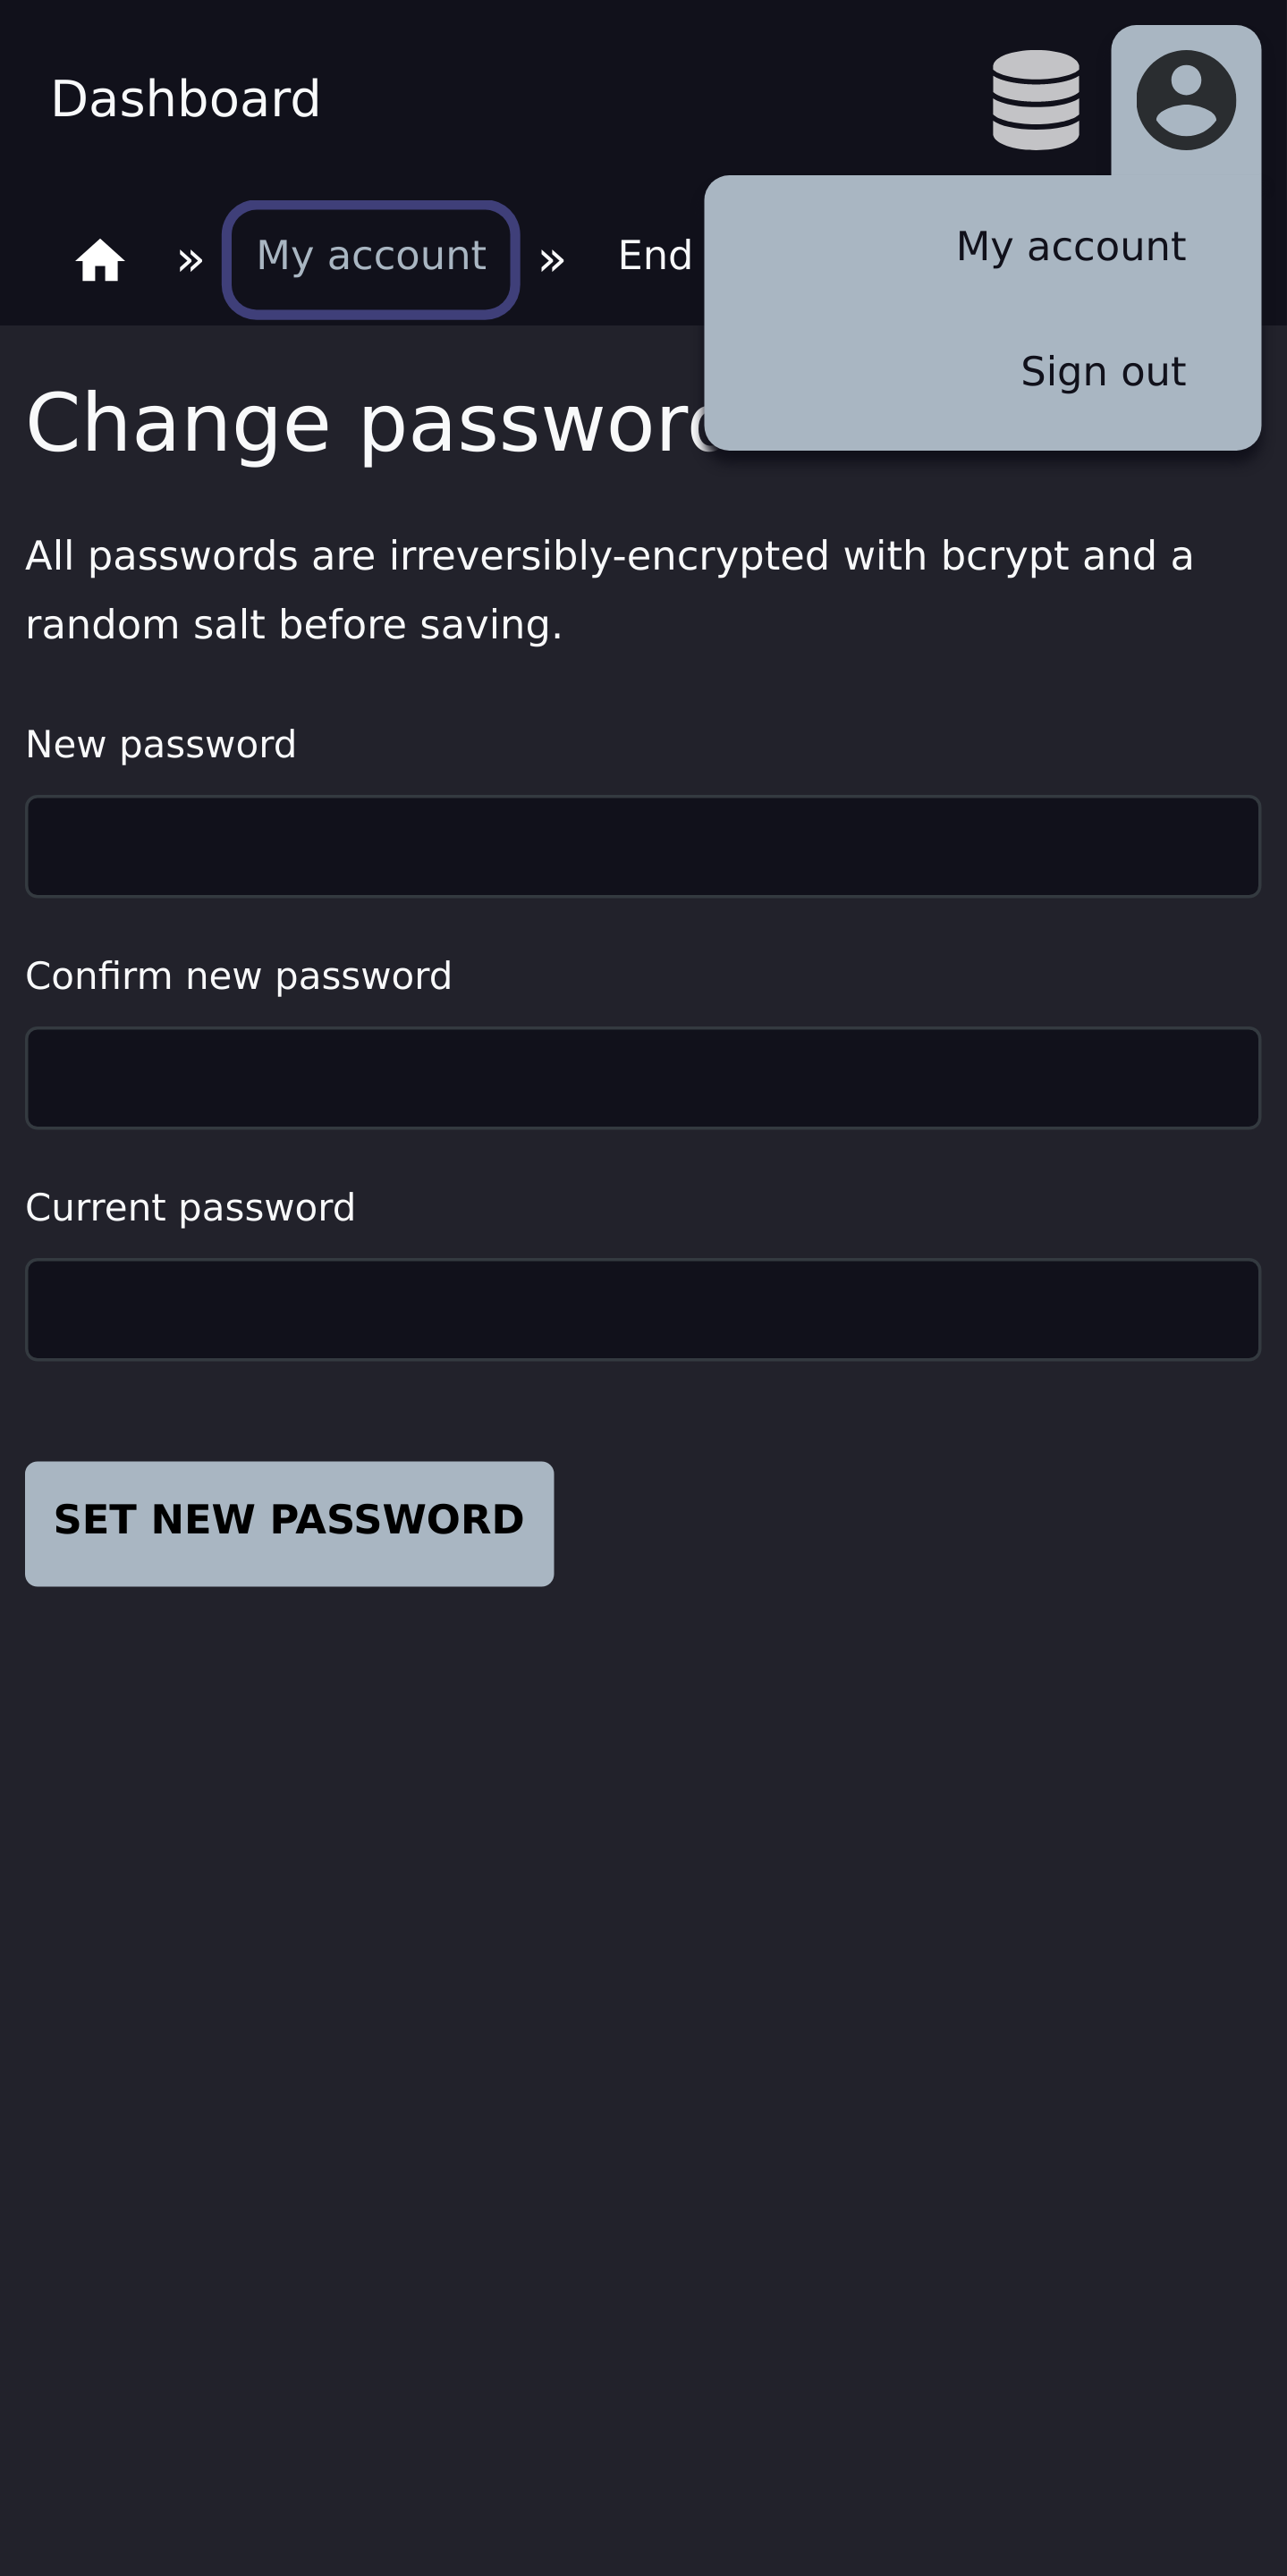 Dashboard
» My account » End
My account
Sign out
Change password
All passwords are irreversibly-encrypted with bcrypt and a
random salt before saving.
New password
Confirm new password
Current password
SET NEW PASSWORD